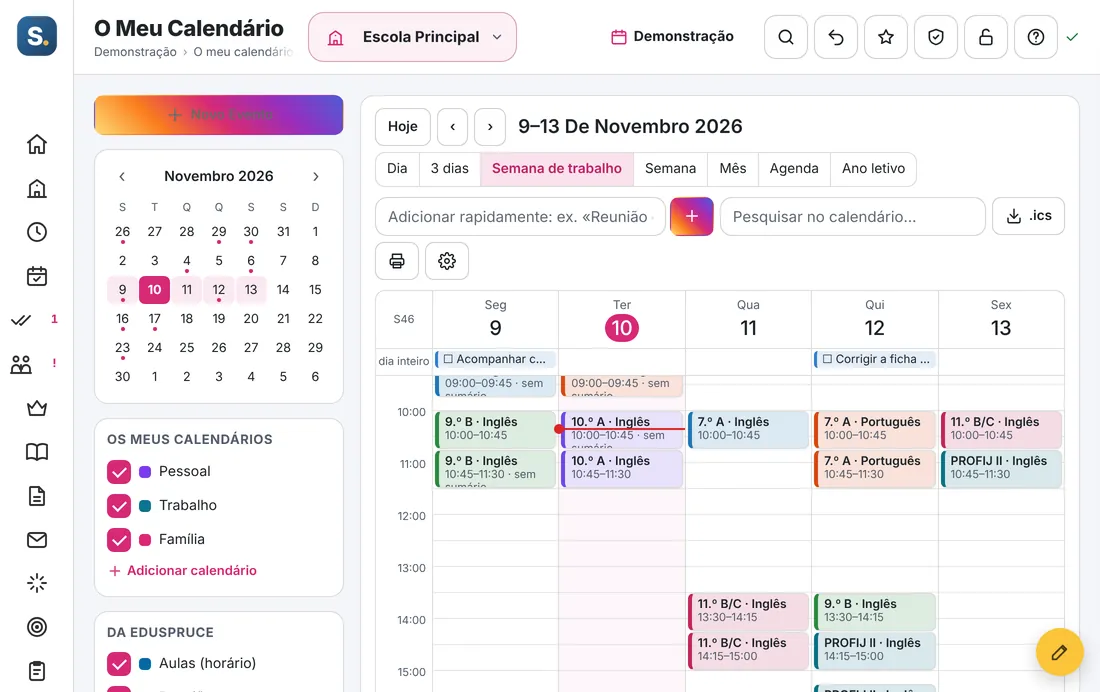 S.
O Meu Calendário
Demonstração › O meu calendário
Escola Principal
Demonstração
Novo Evento
Hoje
9–13 De Novembro 2026
Dia
3 dias
Semana de trabalho
Semana
Mês
Agenda
Ano letivo
Adicionar rapidamente: ex. «Reunião
Pesquisar no calendário...
.ics
Novembro 2026
S T Q Q S S D
26 27 28 29 30 31 1
2 3 4 5 6 7 8
9 10 11 12 13 14 15
16 17 18 19 20 21 22
23 24 25 26 27 28 29
30 1 2 3 4 5 6
1
!
OS MEUS CALENDÁRIOS
Pessoal
Trabalho
Família
+ Adicionar calendário
DA EDUSPRUCE
Aulas (horário)
S46
Seg
9
Ter
10
Qua
11
Qui
12
Sex
13
dia inteiro
Acompanhar c...
Corrigir a ficha ...
09:00–09:45 · sem
sumário
09:00–09:45 · sem
sumário
10:00
9.º B · Inglês
10:00–10:45
10.º A · Inglês
10:00–10:45 · sem
sumário
7.º A · Inglês
10:00–10:45
7.º A · Português
10:00–10:45
11.º B/C · Inglês
10:00–10:45
11:00
9.º B · Inglês
10:45–11:30 · sem
sumário
10.º A · Inglês
10:45–11:30
7.º A · Português
10:45–11:30
PROFIJ II · Inglês
10:45–11:30
12:00
13:00
14:00
11.º B/C · Inglês
13:30–14:15
9.º B · Inglês
13:30–14:15
11.º B/C · Inglês
14:15–15:00
PROFIJ II · Inglês
14:15–15:00
15:00
PROFIJ II · Inglês